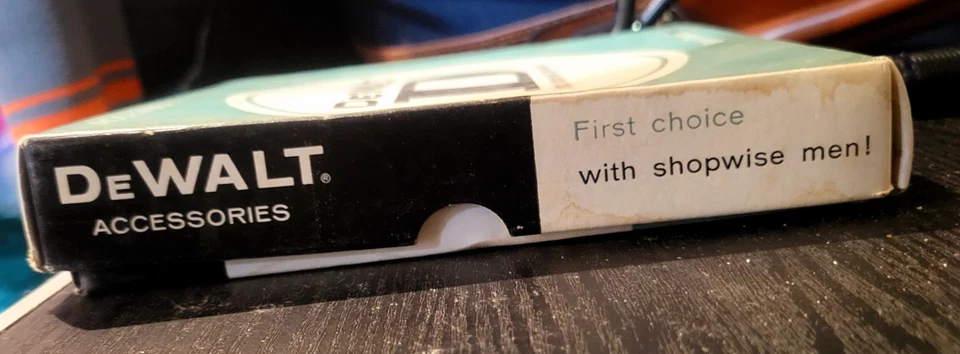 DEWALT®
ACCESSORIES
First choice
with shopwise men!